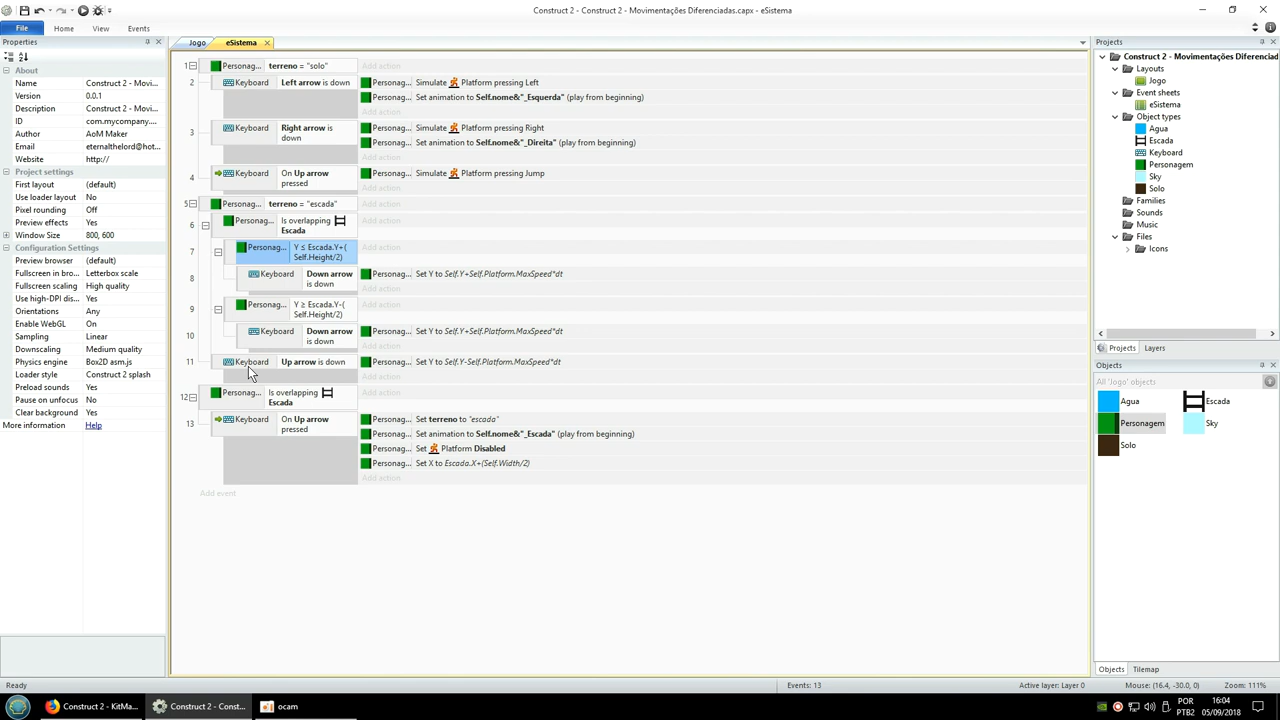 Construct 2 - Construct 2 - Movimentações Diferenciadas.capx - eSistema
File Home View Events
Properties
About
Name Construct 2 - Movi...
Version 0.0.1
Description Construct 2 - Movi...
ID com.mycompany....
Author AoM Maker
Email eternalthelord@hot...
Website http://
Project settings
First layout (default)
Use loader layout No
Pixel rounding Off
Preview effects Yes
Window Size 800, 600
Configuration Settings
Preview browser (default)
Fullscreen in bro... Letterbox scale
Fullscreen scaling High quality
Use high-DPI dis... Yes
Orientations Any
Enable WebGL On
Sampling Linear
Downscaling Medium quality
Physics engine Box2D asm.js
Loader style Construct 2 splash
Preload sounds Yes
Pause on unfocus No
Clear background Yes
More information Help
Jogo eSistema
1 Personag... terreno = "solo" Add action
2 Keyboard Left arrow is down Personag... Simulate Platform pressing Left
Personag... Set animation to Self.nome&"_Esquerda" (play from beginning)
Add action
3 Keyboard Right arrow is down Personag... Simulate Platform pressing Right
Personag... Set animation to Self.nome&"_Direita" (play from beginning)
Add action
4 Keyboard On Up arrow pressed Personag... Simulate Platform pressing Jump
Add action
5 Personag... terreno = "escada" Add action
6 Personag... Is overlapping Escada Add action
7 Personag... Y ≤ Escada.Y+(Self.Height/2) Add action
8 Keyboard Down arrow is down Personag... Set Y to Self.Y+Self.Platform.MaxSpeed*dt
Add action
9 Personag... Y ≥ Escada.Y-(Self.Height/2) Add action
10 Keyboard Down arrow is down Personag... Set Y to Self.Y+Self.Platform.MaxSpeed*dt
Add action
11 Keyboard Up arrow is down Personag... Set Y to Self.Y-Self.Platform.MaxSpeed*dt
Add action
12 Personag... Is overlapping Escada Add action
13 Keyboard On Up arrow pressed Personag... Set terreno to "escada"
Personag... Set animation to Self.nome&"_Escada" (play from beginning)
Personag... Set Platform Disabled
Personag... Set X to Escada.X+(Self.Width/2)
Add action
Add event
Projects
Construct 2 - Movimentações Diferenciad
Layouts
Jogo
Event sheets
eSistema
Object types
Agua
Escada
Keyboard
Personagem
Sky
Solo
Families
Sounds
Music
Files
Icons
Projects Layers
Objects
All 'Jogo' objects
Agua Escada
Personagem Sky
Solo
Objects Tilemap
Ready Events: 13 Active layer: Layer 0 Mouse: (16.4, -30.0, 0) Zoom: 111%
Construct 2 - KitMa... Construct 2 - Const... ocam
POR 16:04
PTB2 05/09/2018